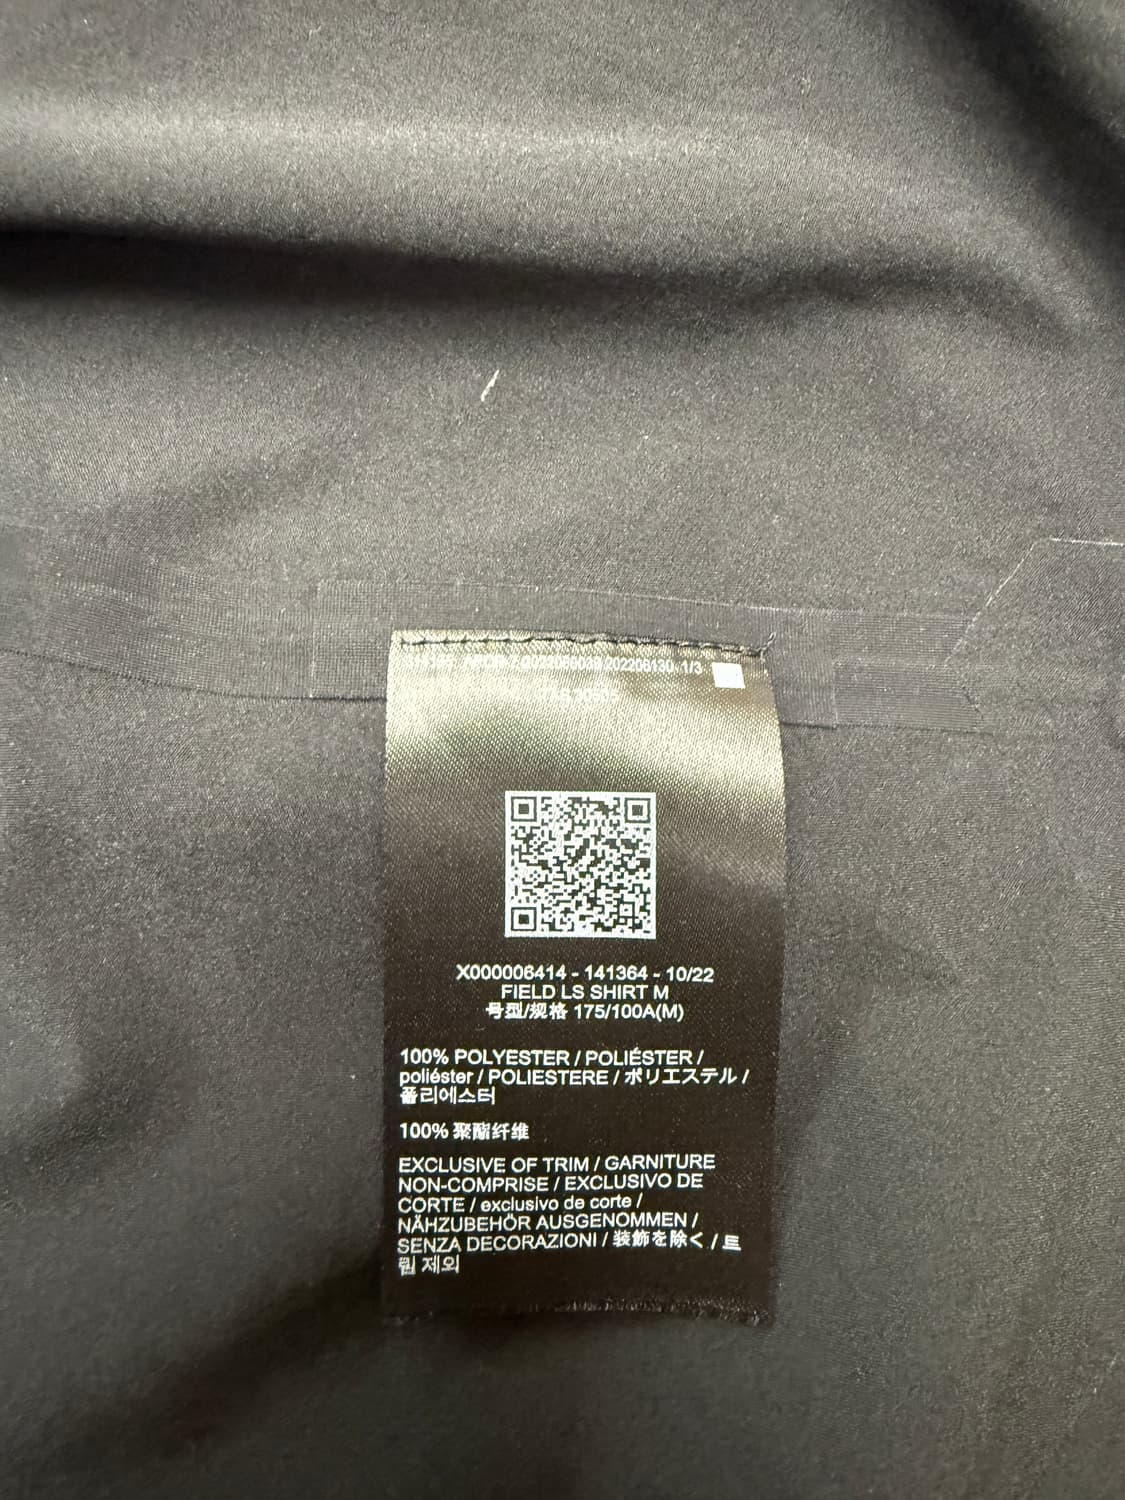 202206130 1/3
X000006414 - 141364 - 10/22
FIELD LS SHIRT M
号型/规格 175/100A(M)
100% POLYESTER / POLIÉSTER /
poliéster / POLIESTERE / ポリエステル /
폴리에스터
100% 聚酯纤维
EXCLUSIVE OF TRIM / GARNITURE
NON-COMPRISE / EXCLUSIVO DE
CORTE / exclusivo de corte /
NÄHZUBEHÖR AUSGENOMMEN /
SENZA DECORAZIONI / 装飾を除く / 트
림 제외